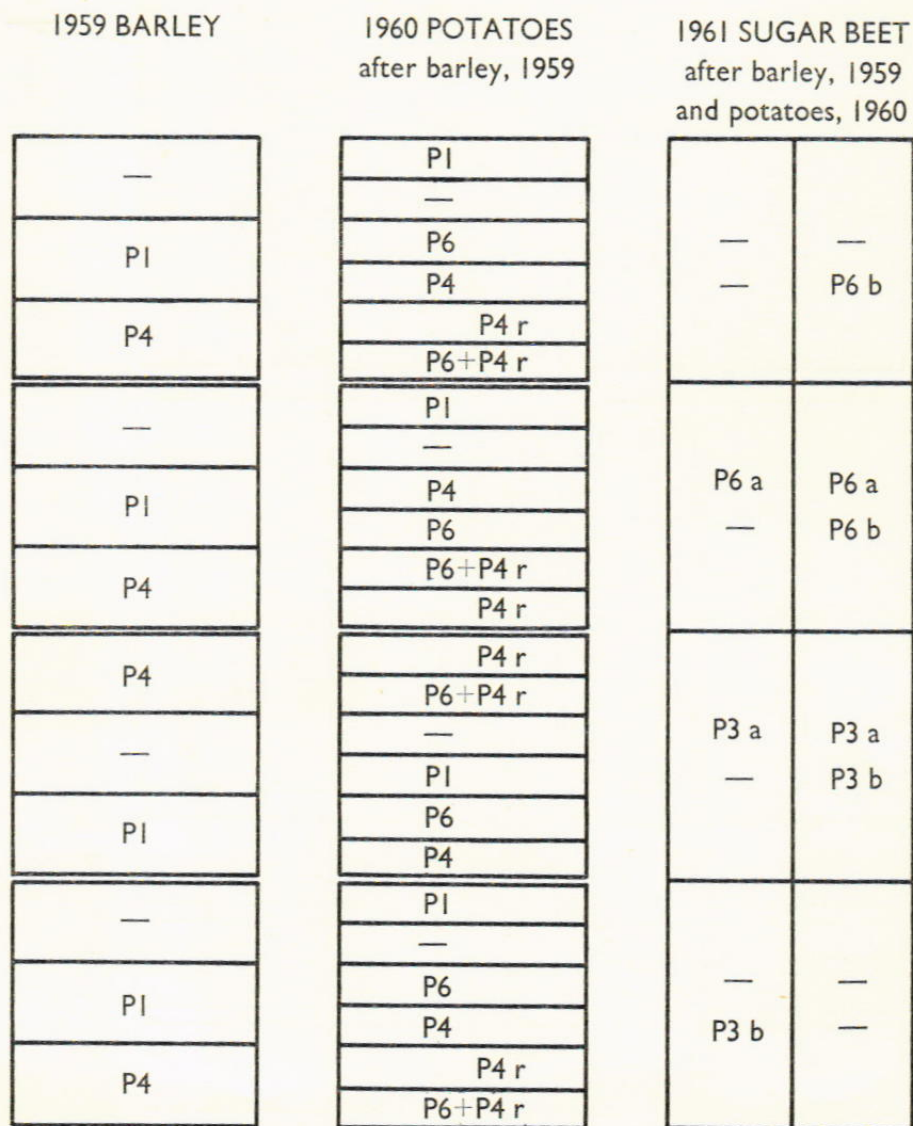 1959 BARLEY
—
P1
P4
—
P1
P4
P4
—
P1
—
P1
P4
1960 POTATOES
after barley, 1959
P1
—
P6
P4
P4 r
P6+P4 r
P1
—
P4
P6
P6+P4 r
P4 r
P4 r
P6+P4 r
—
P1
P6
P4
P1
—
P6
P4
P4 r
P6+P4 r
1961 SUGAR BEET
after barley, 1959
and potatoes, 1960
— —
— P6 b
P6 a P6 a
— P6 b
P3 a P3 a
— P3 b
— —
P3 b —